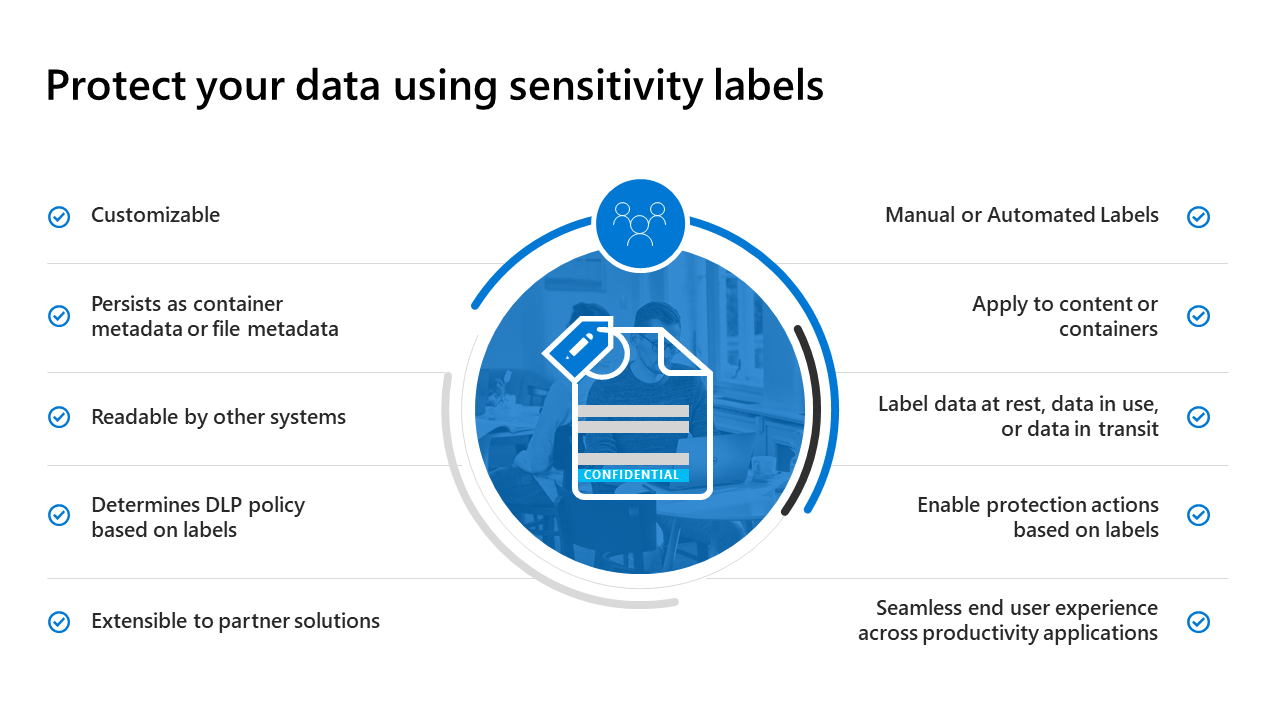 Protect your data using sensitivity labels
Customizable
Persists as container
metadata or file metadata
Readable by other systems
Determines DLP policy
based on labels
Extensible to partner solutions
CONFIDENTIAL
Manual or Automated Labels
Apply to content or
containers
Label data at rest, data in use,
or data in transit
Enable protection actions
based on labels
Seamless end user experience
across productivity applications